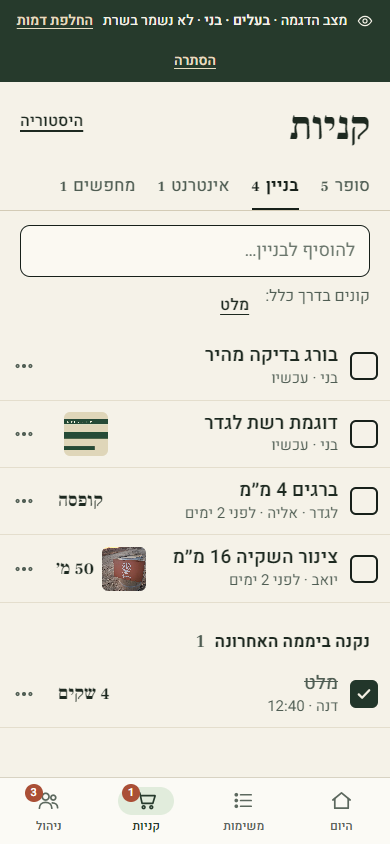 מצב הדגמה · בעלים · בני · לא נשמר בשרת החלפת דמות
הסתרה
קניות
היסטוריה
סופר 5 בניין 4 אינטרנט 1 מחפשים 1
להוסיף לבניין...
קונים בדרך כלל: מלט
בורג בדיקה מהיר
בני · עכשיו
דוגמת רשת לגדר
בני · עכשיו
ברגים 4 מ״מ
קופסה
לגדר · אליה · לפני 2 ימים
צינור השקיה 16 מ״מ
50 מ׳
יואב · לפני 2 ימים
נקנה ביממה האחרונה 1
מלט
4 שקים
דנה · 12:40
היום
משימות
1
קניות
3
ניהול